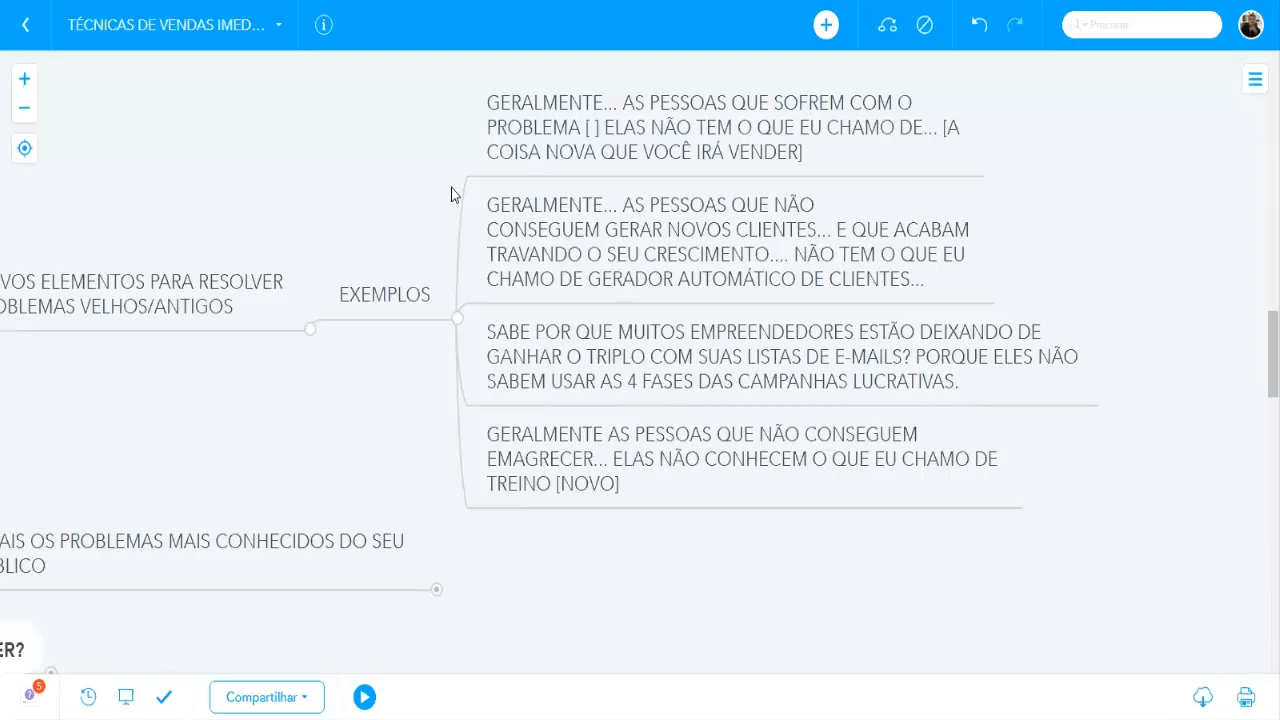 TÉCNICAS DE VENDAS IMED...
Procurar
GERALMENTE... AS PESSOAS QUE SOFREM COM O
PROBLEMA [ ] ELAS NÃO TEM O QUE EU CHAMO DE... [A
COISA NOVA QUE VOCÊ IRÁ VENDER]
GERALMENTE... AS PESSOAS QUE NÃO
CONSEGUEM GERAR NOVOS CLIENTES... E QUE ACABAM
TRAVANDO O SEU CRESCIMENTO.... NÃO TEM O QUE EU
CHAMO DE GERADOR AUTOMÁTICO DE CLIENTES...
VOS ELEMENTOS PARA RESOLVER
OBLEMAS VELHOS/ANTIGOS
EXEMPLOS
SABE POR QUE MUITOS EMPREENDEDORES ESTÃO DEIXANDO DE
GANHAR O TRIPLO COM SUAS LISTAS DE E-MAILS? PORQUE ELES NÃO
SABEM USAR AS 4 FASES DAS CAMPANHAS LUCRATIVAS.
GERALMENTE AS PESSOAS QUE NÃO CONSEGUEM
EMAGRECER... ELAS NÃO CONHECEM O QUE EU CHAMO DE
TREINO [NOVO]
AIS OS PROBLEMAS MAIS CONHECIDOS DO SEU
BLICO
ER?
5
Compartilhar